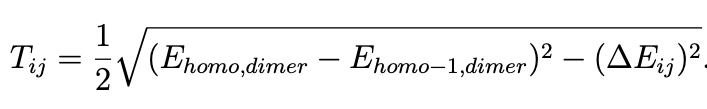 T_{ij} = \frac{1}{2}\sqrt{(E_{homo,dimer} - E_{homo-1,dimer})^2 - (\Delta E_{ij})^2}.